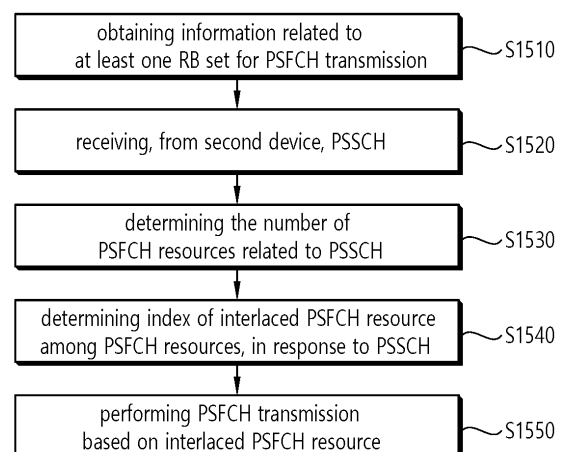 obtaining information related to
at least one RB set for PSFCH transmission
S1510
receiving, from second device, PSSCH
S1520
determining the number of
PSFCH resources related to PSSCH
S1530
determining index of interlaced PSFCH resource
among PSFCH resources, in response to PSSCH
S1540
performing PSFCH transmission
based on interlaced PSFCH resource
S1550